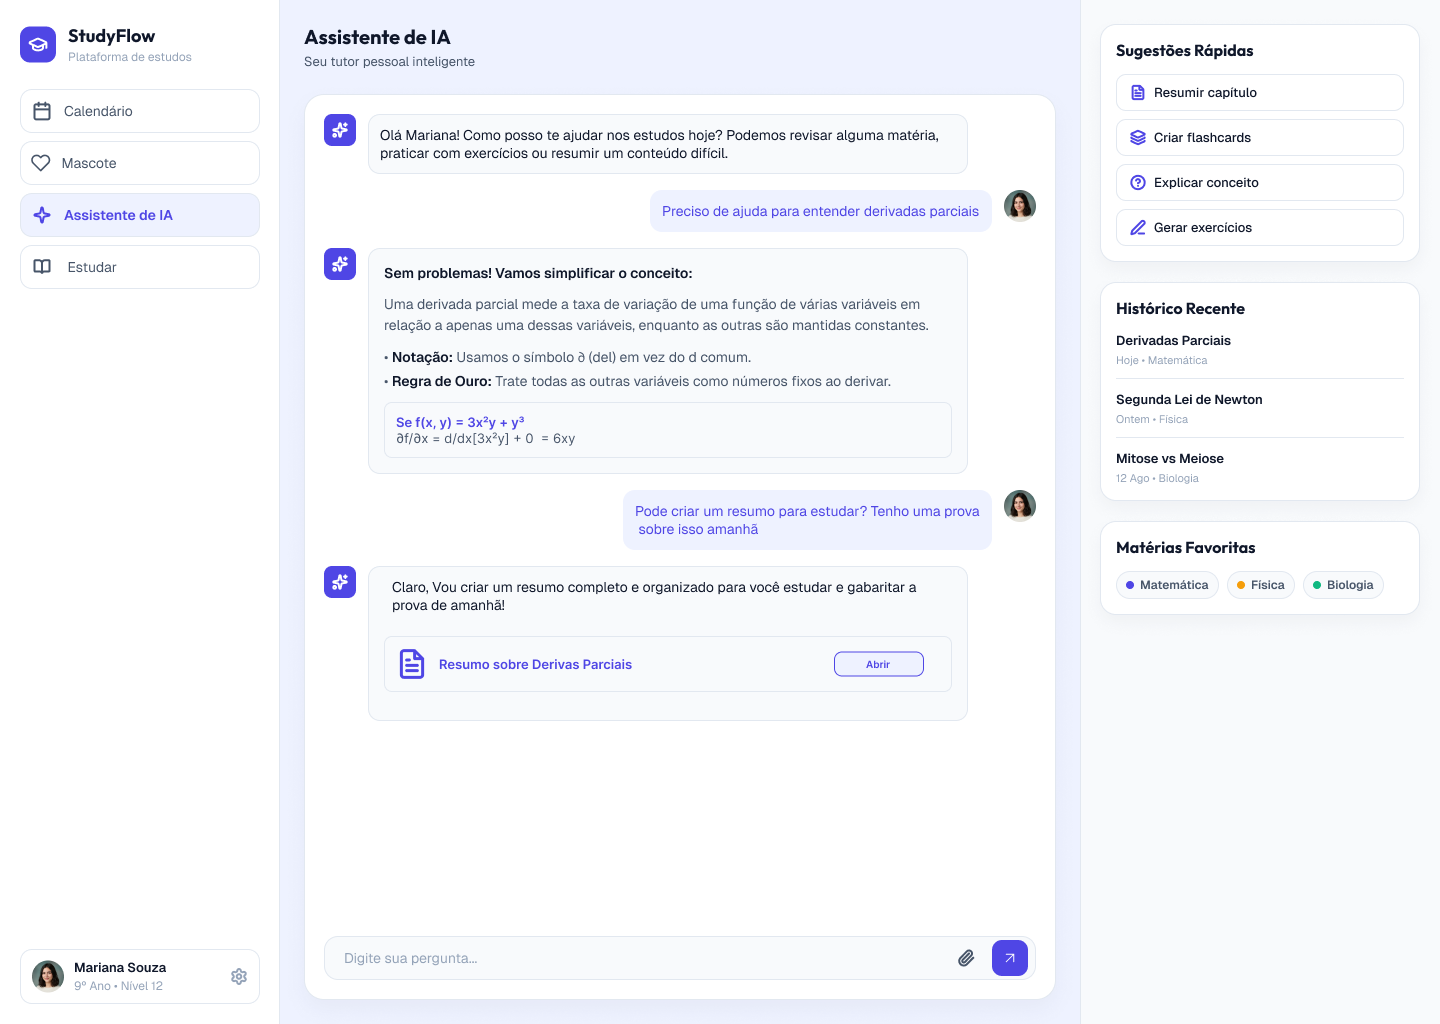 StudyFlow
Plataforma de estudos
Calendário
Mascote
Assistente de IA
Estudar
Mariana Souza
9º Ano • Nível 12
Assistente de IA
Seu tutor pessoal inteligente
Olá Mariana! Como posso te ajudar nos estudos hoje? Podemos revisar alguma matéria,
praticar com exercícios ou resumir um conteúdo difícil.
Preciso de ajuda para entender derivadas parciais
Sem problemas! Vamos simplificar o conceito:
Uma derivada parcial mede a taxa de variação de uma função de várias variáveis em
relação a apenas uma dessas variáveis, enquanto as outras são mantidas constantes.
• Notação: Usamos o símbolo ∂ (del) em vez do d comum.
• Regra de Ouro: Trate todas as outras variáveis como números fixos ao derivar.
Se f(x, y) = 3x²y + y³
∂f/∂x = d/dx[3x²y] + 0 = 6xy
Pode criar um resumo para estudar? Tenho uma prova
sobre isso amanhã
Claro, Vou criar um resumo completo e organizado para você estudar e gabaritar a
prova de amanhã!
Resumo sobre Derivas Parciais
Abrir
Digite sua pergunta...
Sugestões Rápidas
Resumir capítulo
Criar flashcards
Explicar conceito
Gerar exercícios
Histórico Recente
Derivadas Parciais
Hoje • Matemática
Segunda Lei de Newton
Ontem • Física
Mitose vs Meiose
12 Ago • Biologia
Matérias Favoritas
Matemática
Física
Biologia